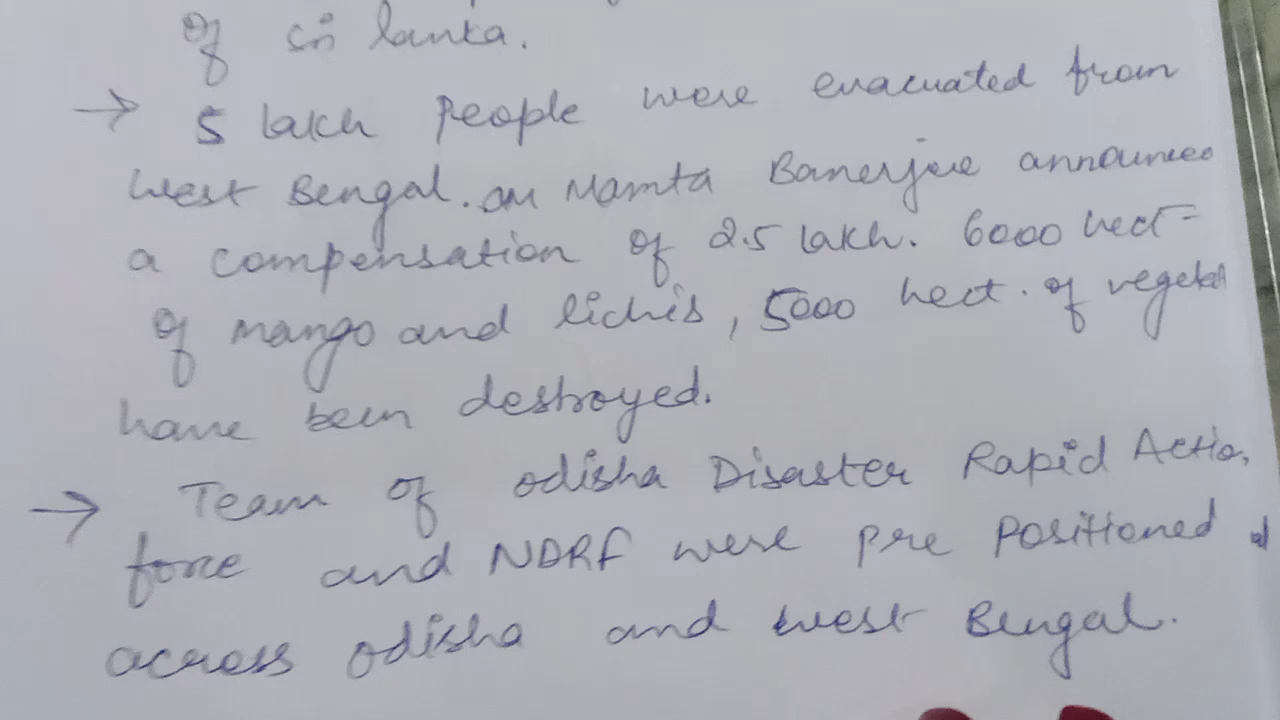 of Sri lanka.
→ 5 lakh People were evacuated from
West Bengal. CM Mamta Banerjee announced
a compensation of 2.5 lakh. 6000 hect-
of mango and lichis, 5000 hect. of vegetab
have been destroyed.
→ Team of odisha Disaster Rapid Action
force and NDRF were pre positioned
across odisha and west Bengal.